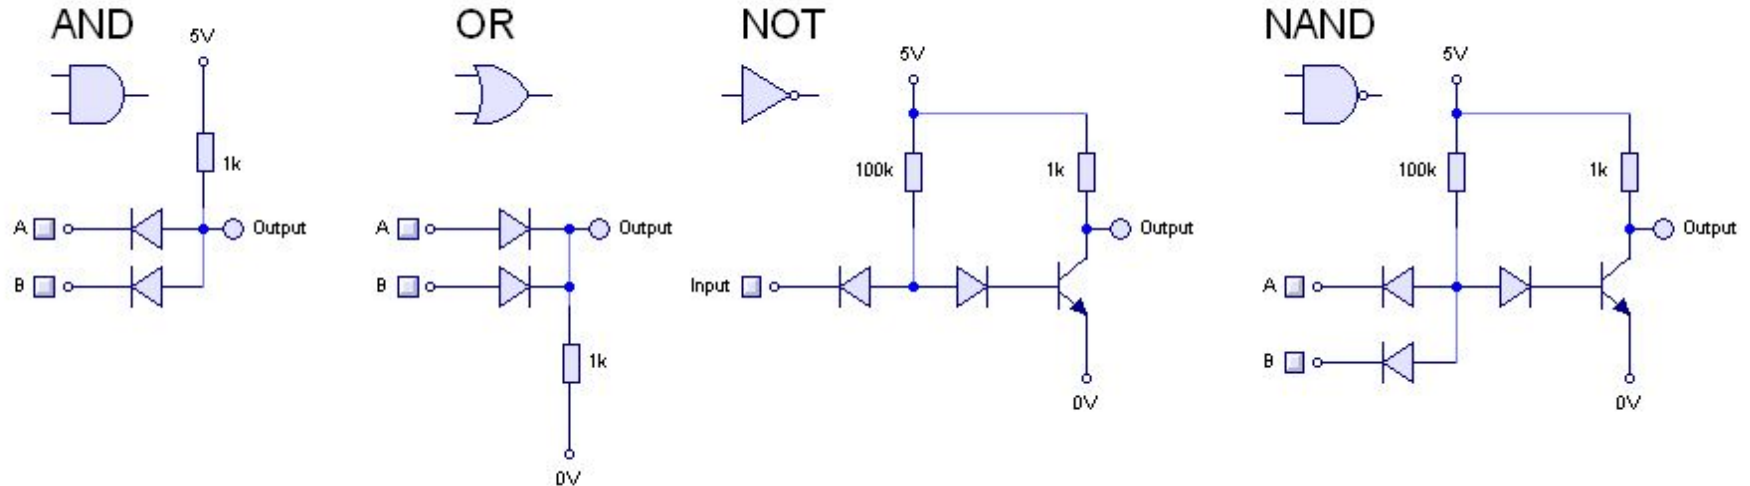 AND
5V
1k
A
Output
B
OR
A
Output
B
1k
0V
NOT
5V
100k
1k
Output
Input
0V
NAND
5V
100k
1k
Output
A
B
0V